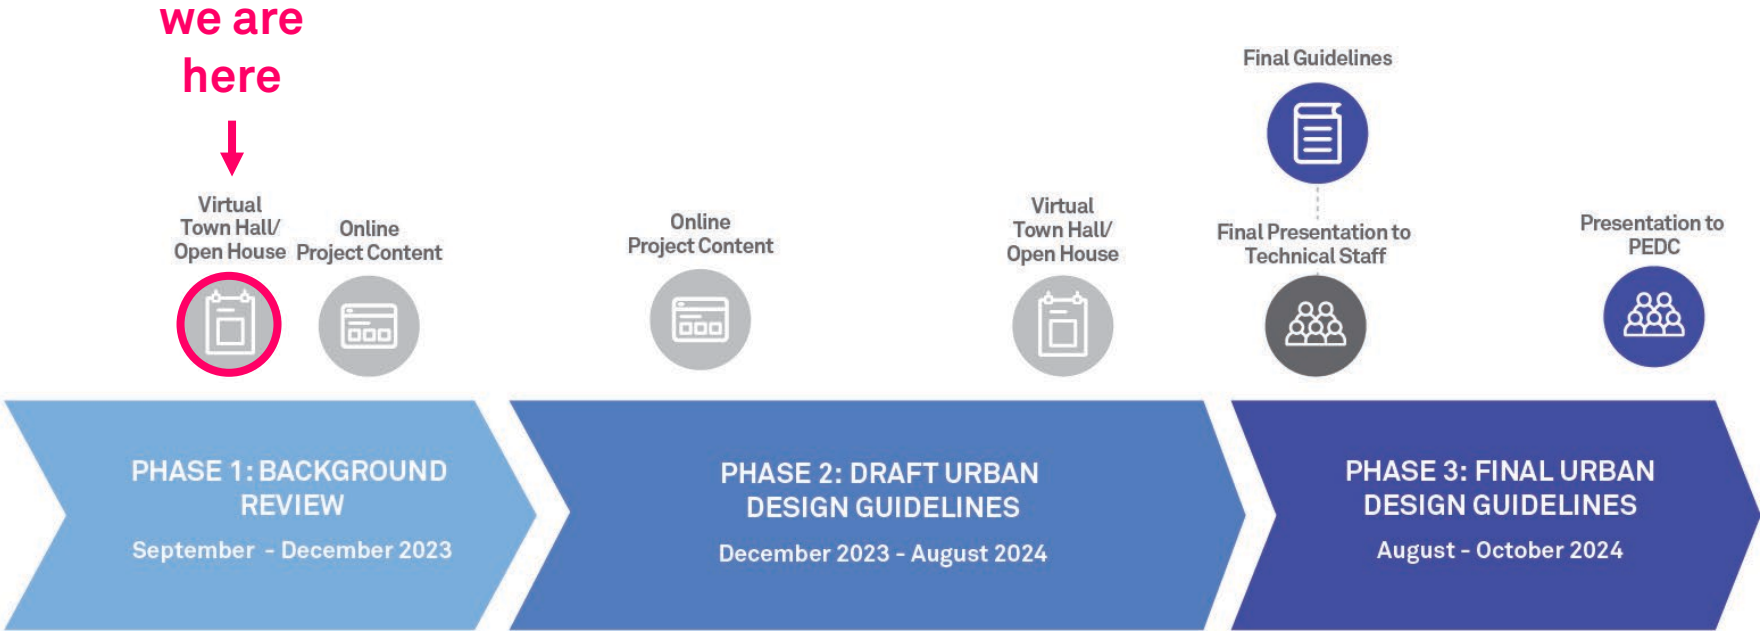 we are
here
Virtual
Town Hall/
Open House
Online
Project Content
Online
Project Content
Virtual
Town Hall/
Open House
Final Guidelines
Final Presentation to
Technical Staff
Presentation to
PEDC
PHASE 1: BACKGROUND
REVIEW
September - December 2023
PHASE 2: DRAFT URBAN
DESIGN GUIDELINES
December 2023 - August 2024
PHASE 3: FINAL URBAN
DESIGN GUIDELINES
August - October 2024